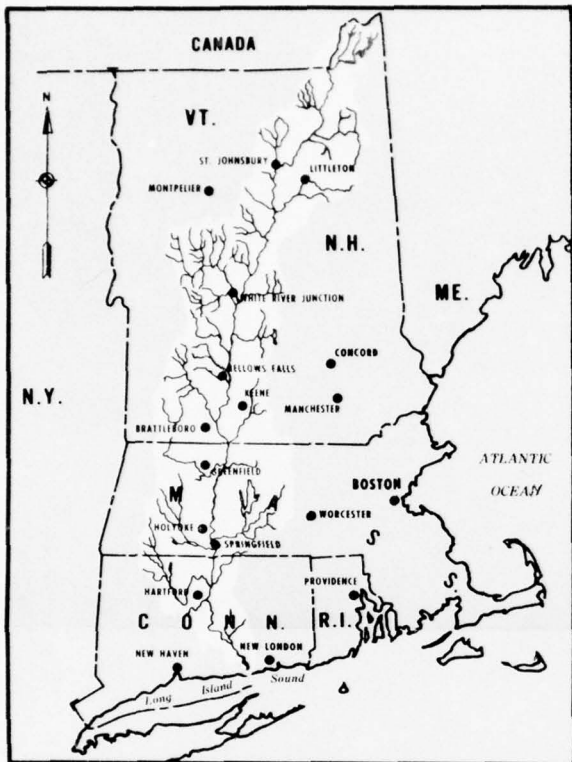 CANADA
N
VT.
ST. JOHNSBURY
LITTLETON
MONTPELIER
N.H.
ME.
WHITE RIVER JUNCTION
CONCORD
BELLOWS FALLS
N.Y.
KEENE
MANCHESTER
BRATTLEBORO
ATLANTIC
OCEAN
GREENFIELD
BOSTON
M A S S
WORCESTER
HOLYOKE
SPRINGFIELD
HARTFORD
PROVIDENCE
C O N N.
R.I.
NEW HAVEN
NEW LONDON
Long Island Sound